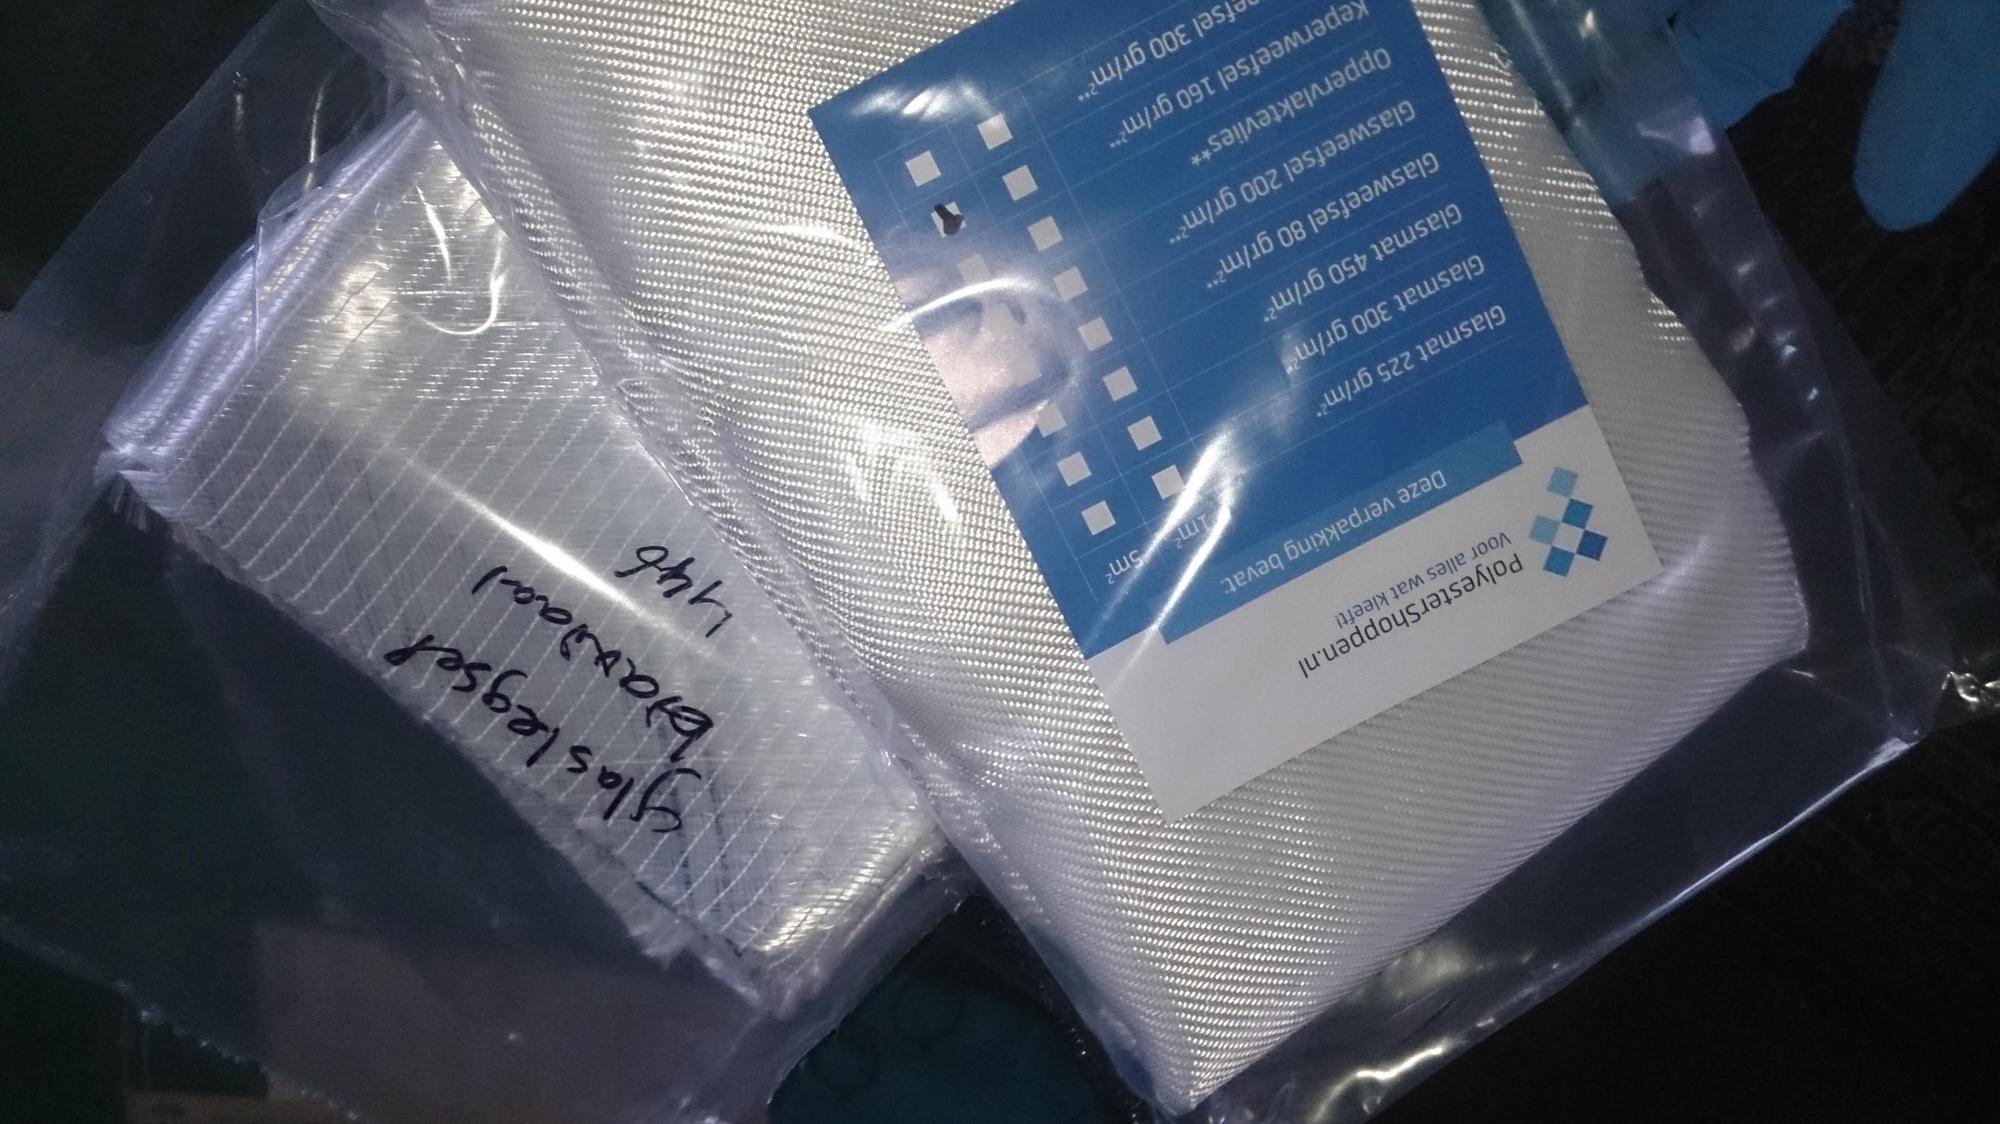 PolyesterShoppen.nl
Voor alles wat kleeft!
Deze verpakking bevat:
1m² 5m²
Glasmat 225 gr/m²*
Glasmat 300 gr/m²*
Glasmat 450 gr/m²*
Glasweefsel 80 gr/m²**
Glasweefsel 200 gr/m²**
Oppervlaktevlies**
Keperweefsel 160 gr/m²**
efsel 300 gr/m²**
glaslegsel
biaxiaal
446